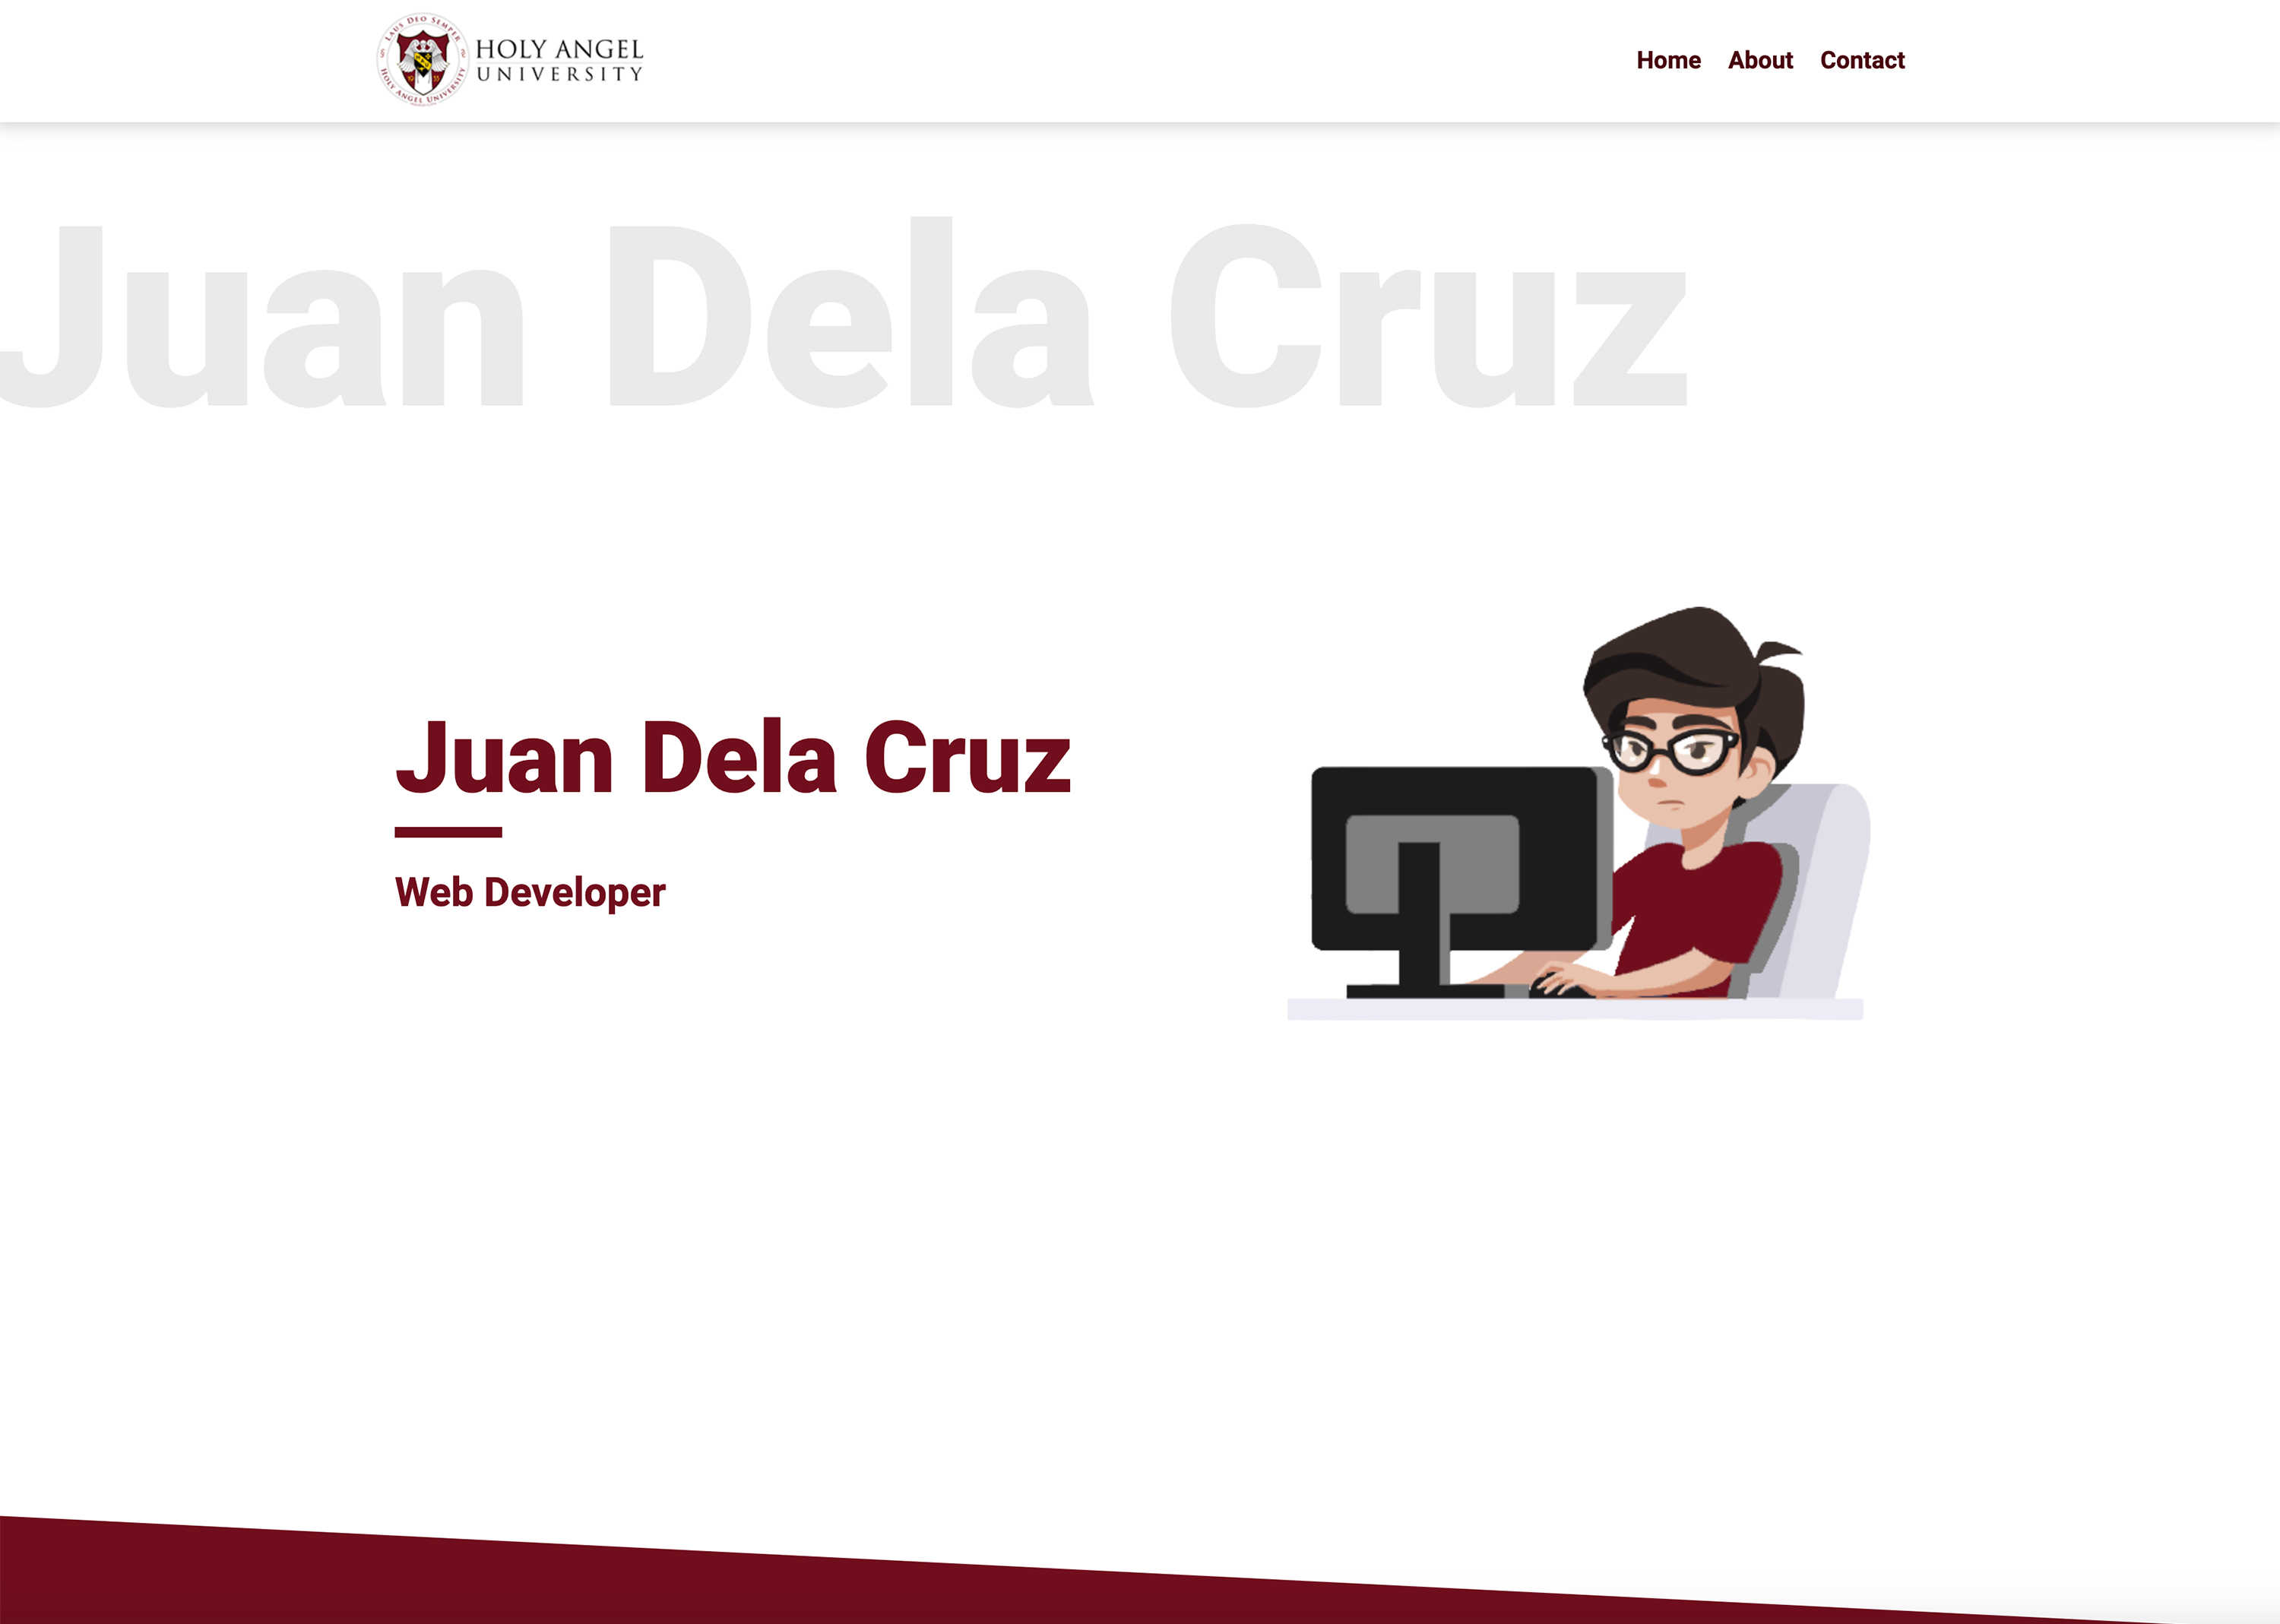 LAUS DEO SEMPER
HOLY ANGEL UNIVERSITY
HOLY ANGEL
UNIVERSITY
Home About Contact
Juan Dela Cruz
Juan Dela Cruz
Web Developer